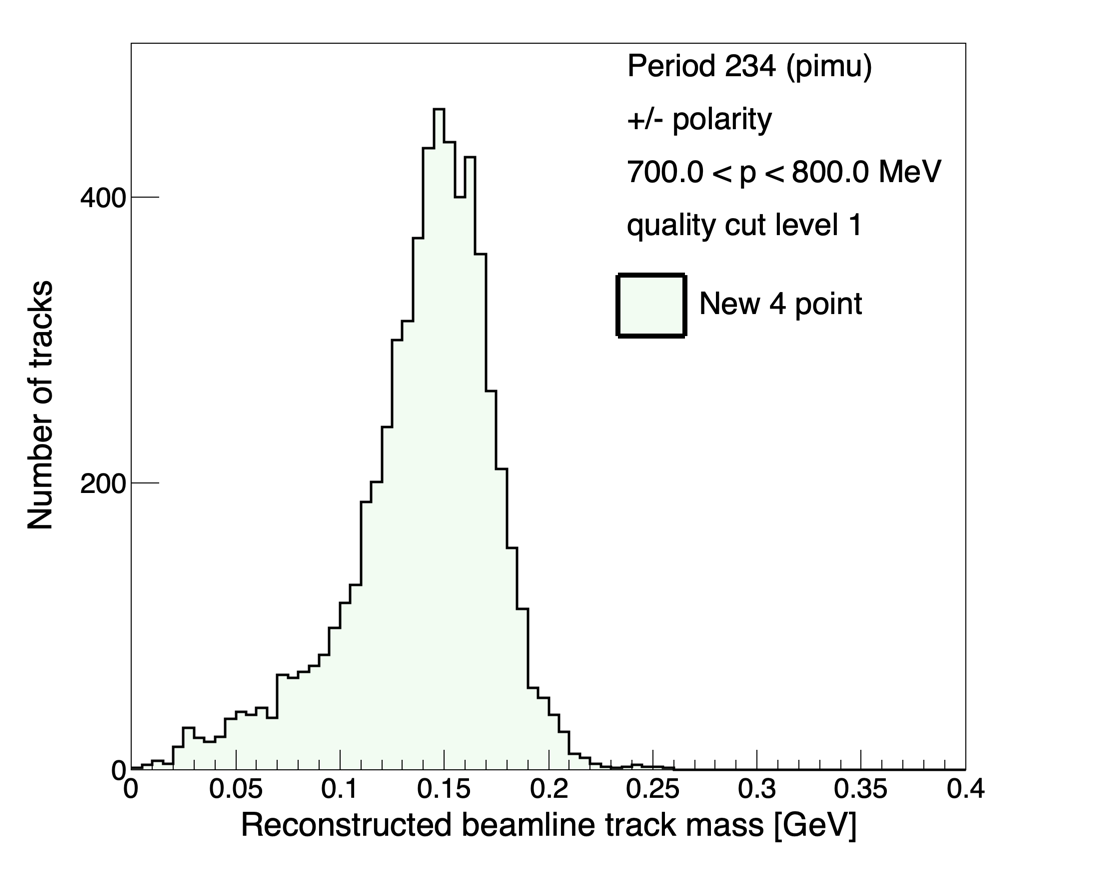 Period 234 (pimu)
+/- polarity
700.0 < p < 800.0 MeV
quality cut level 1
New 4 point
Number of tracks
400
200
0
0 0.05 0.1 0.15 0.2 0.25 0.3 0.35 0.4
Reconstructed beamline track mass [GeV]